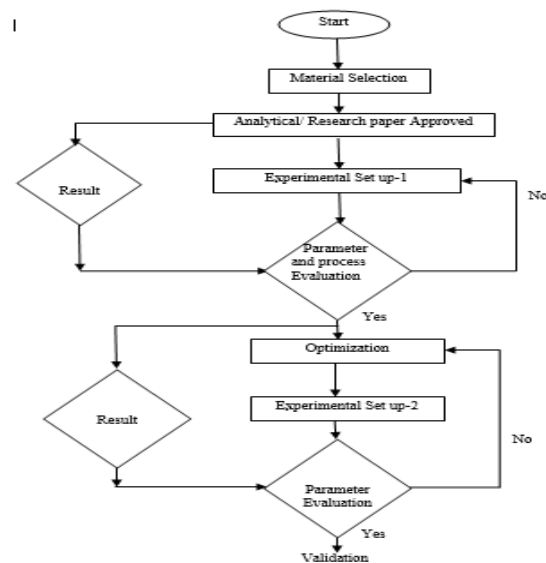 I
Start
Material Selection
Analytical/ Research paper Approved
Result
Experimental Set up-1
No
Parameter
and process
Evaluation
Yes
Optimization
Result
Experimental Set up-2
No
Parameter
Evaluation
Yes
Validation